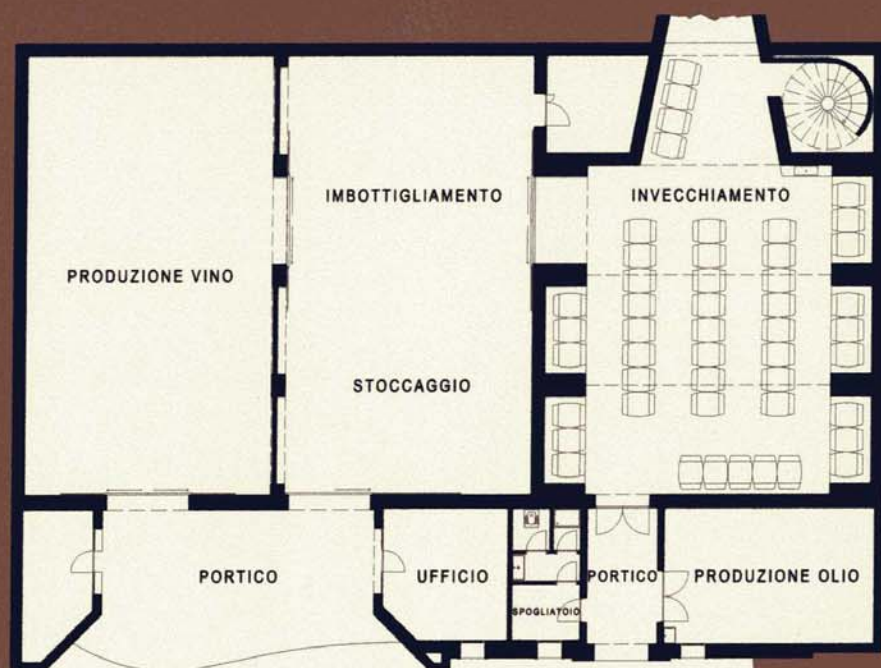 IMBOTTIGLIAMENTO
INVECCHIAMENTO
PRODUZIONE VINO
STOCCAGGIO
PORTICO
UFFICIO
SPOGLIATOIO
PORTICO
PRODUZIONE OLIO